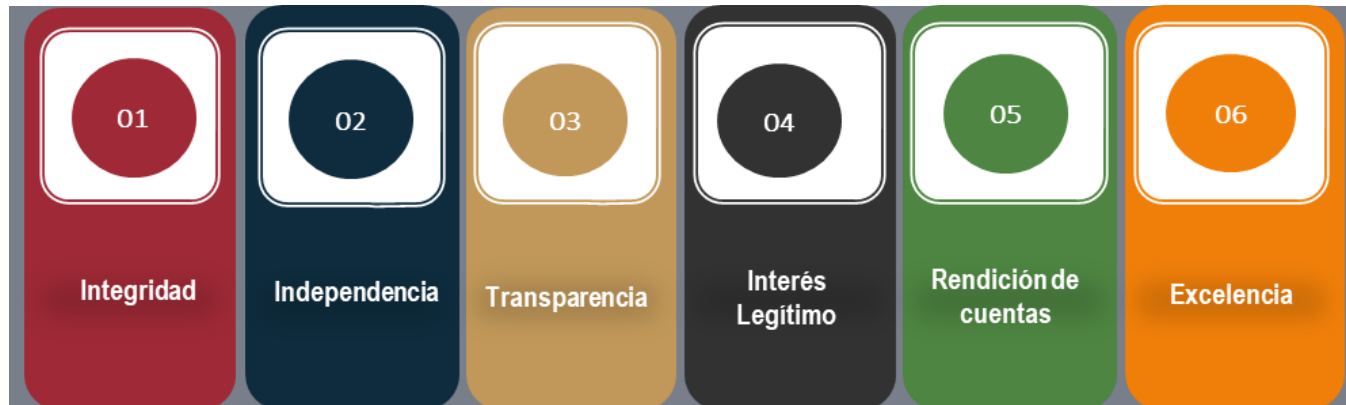 01
Integridad
02
Independencia
03
Transparencia
04
Interés
Legítimo
05
Rendición de
cuentas
06
Excelencia